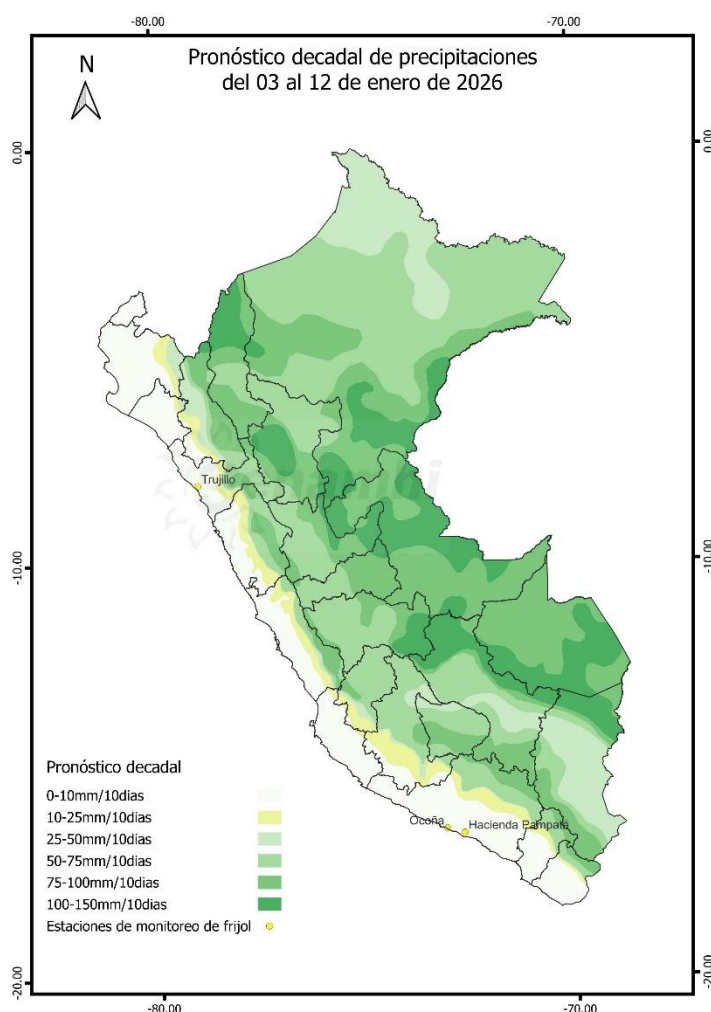 -80.00
-70.00
Pronóstico decadal de precipitaciones
del 03 al 12 de enero de 2026
N
0.00
0.00
Trujillo
-10.00
-10.00
Pronóstico decadal
0-10mm/10dias
10-25mm/10dias
25-50mm/10dias
50-75mm/10dias
75-100mm/10dias
100-150mm/10dias
Estaciones de monitoreo de frijol
Ocoña
Hacienda Pampata
-20.00
-20.00
-80.00
-70.00